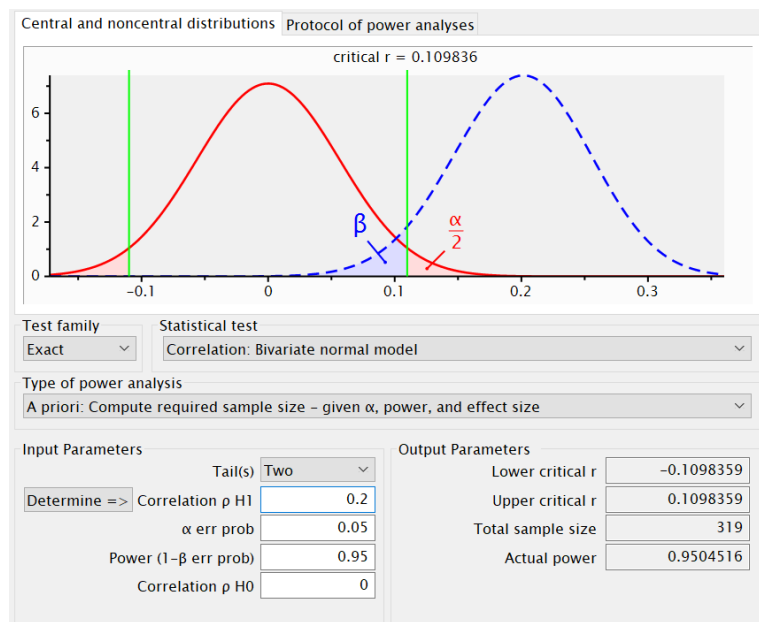 Central and noncentral distributions Protocol of power analyses
critical r = 0.109836
6
4
2
0
β
α
2
-0.1 0 0.1 0.2 0.3
Test family Statistical test
Exact Correlation: Bivariate normal model
Type of power analysis
A priori: Compute required sample size – given α, power, and effect size
Input Parameters Output Parameters
Tail(s) Two Lower critical r -0.1098359
Determine => Correlation ρ H1 0.2 Upper critical r 0.1098359
α err prob 0.05 Total sample size 319
Power (1-β err prob) 0.95 Actual power 0.9504516
Correlation ρ H0 0